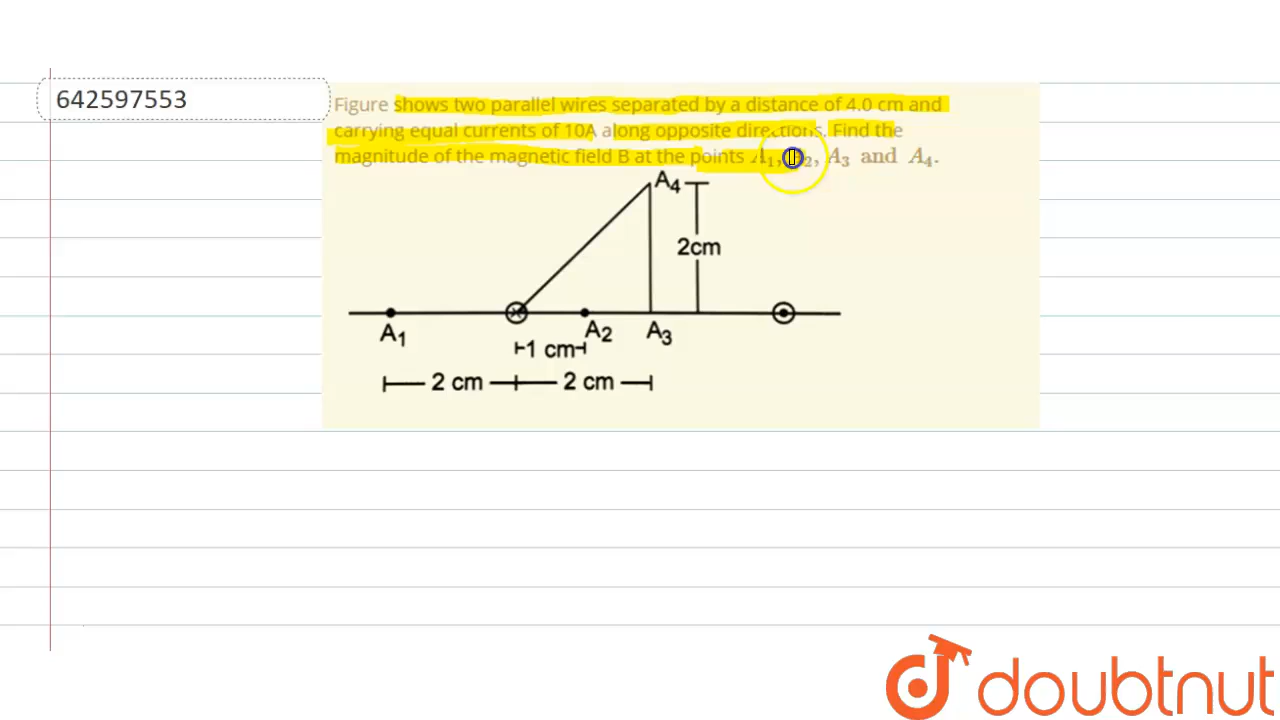 642597553
Figure shows two parallel wires separated by a distance of 4.0 cm and
carrying equal currents of 10A along opposite directions. Find the
magnitude of the magnetic field B at the points A₁, A₂, A₃ and A₄.
A₄
2cm
A₁
A₂
A₃
1 cm
2 cm
2 cm
doubtnut